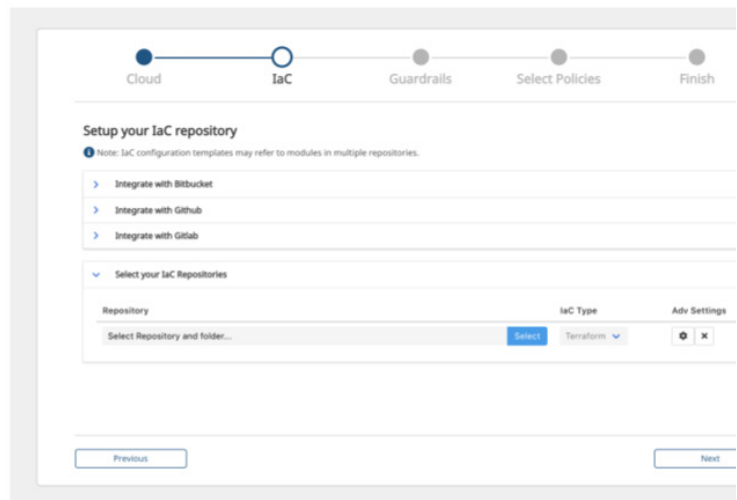 Cloud IaC Guardrails Select Policies Finish
Setup your IaC repository
Note: IaC configuration templates may refer to modules in multiple repositories.
Integrate with Bitbucket
Integrate with Github
Integrate with Gitlab
Select your IaC Repositories
Repository IaC Type Adv Settings
Select Repository and folder... Select Terraform
Previous Next